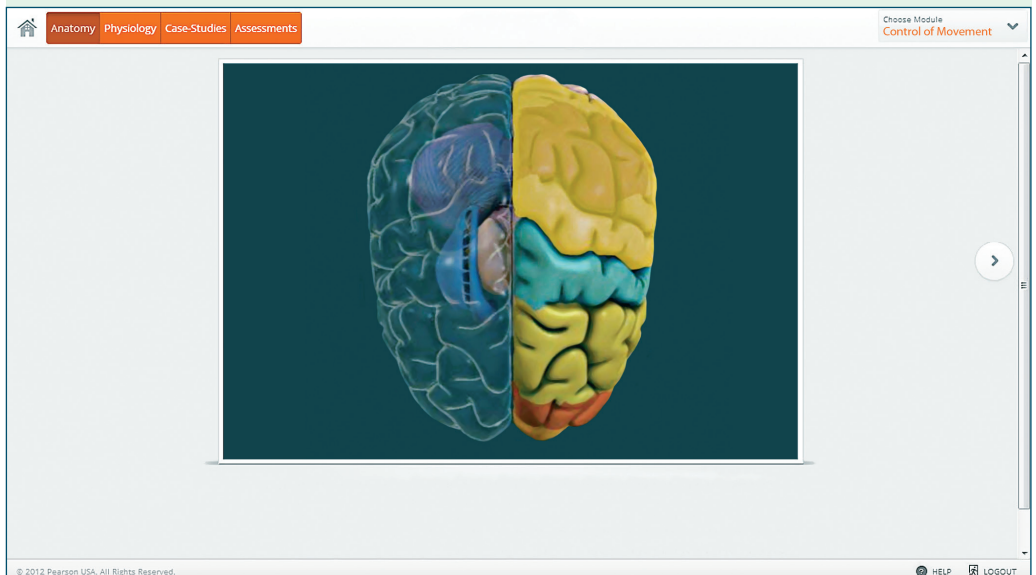 Anatomy Physiology Case-Studies Assessments
Choose Module
Control of Movement
© 2012 Pearson USA. All Rights Reserved.
HELP LOGOUT